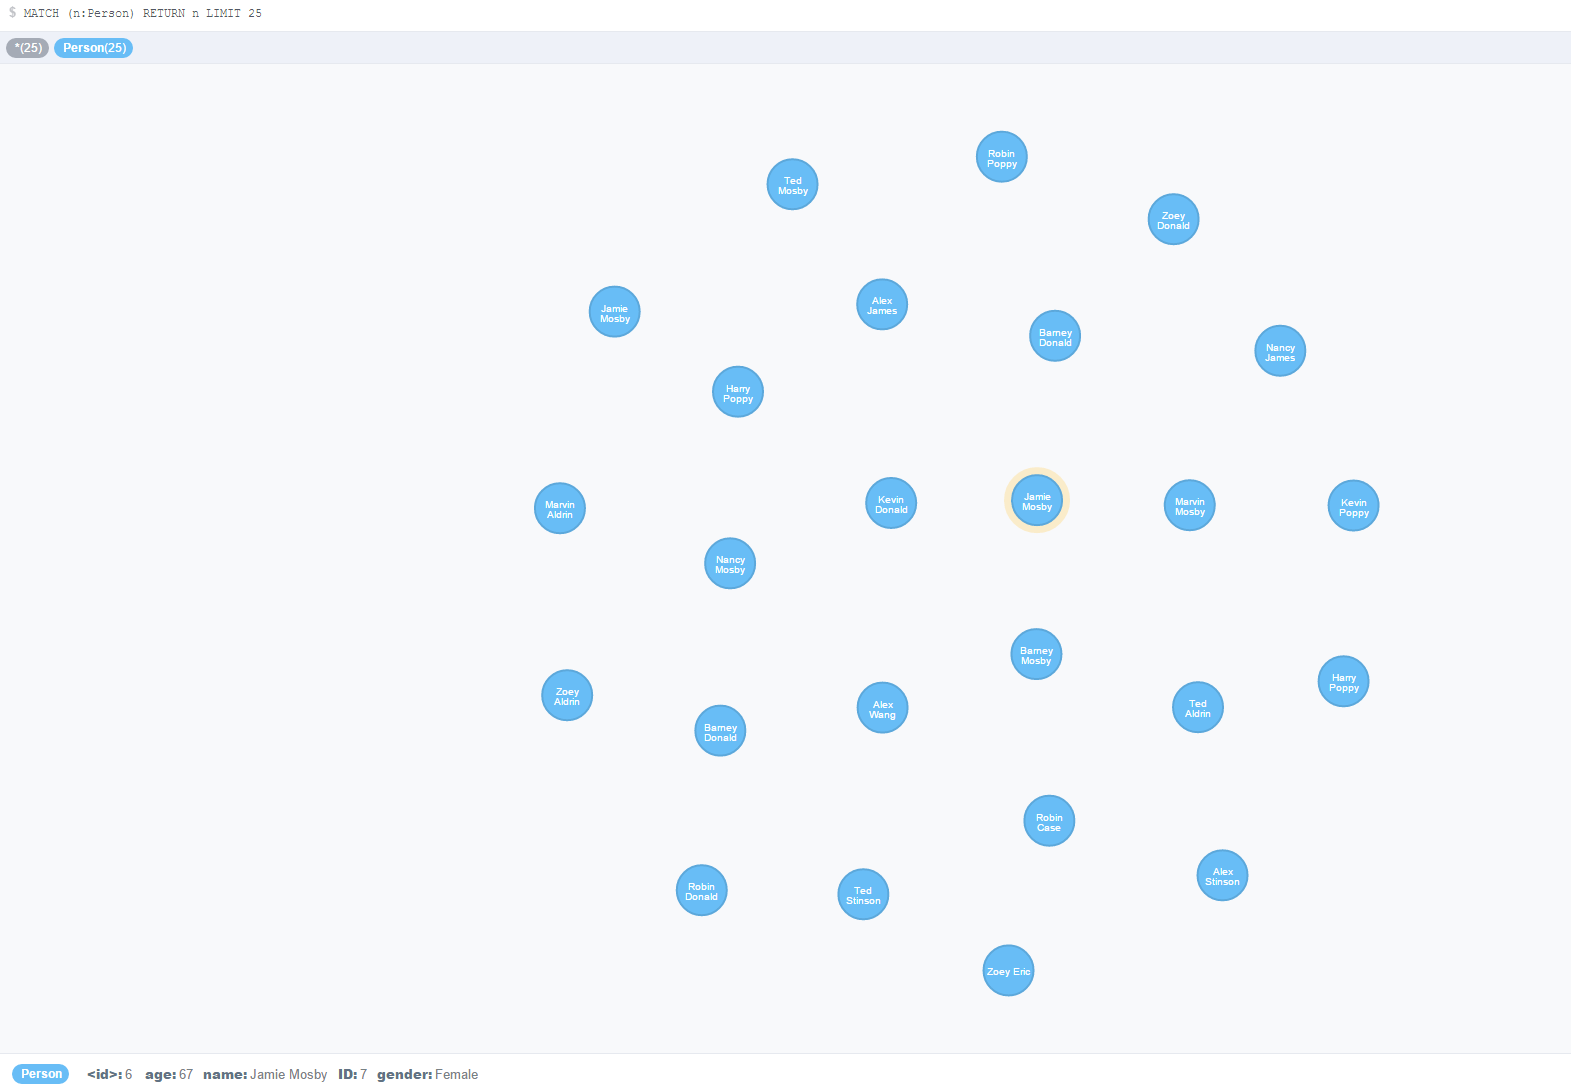 $ MATCH (n:Person) RETURN n LIMIT 25
*(25) Person(25)
Robin
Poppy
Ted
Mosby
Zoey
Donald
Jamie
Mosby
Alex
James
Barney
Donald
Nancy
James
Harry
Poppy
Marvin
Aldrin
Kevin
Donald
Jamie
Mosby
Marvin
Mosby
Kevin
Poppy
Nancy
Mosby
Barney
Mosby
Zoey
Aldrin
Harry
Poppy
Barney
Donald
Alex
Wang
Ted
Aldrin
Robin
Case
Robin
Donald
Ted
Stinson
Alex
Stinson
Zoey Eric
Person <id>: 6 age: 67 name: Jamie Mosby ID: 7 gender: Female